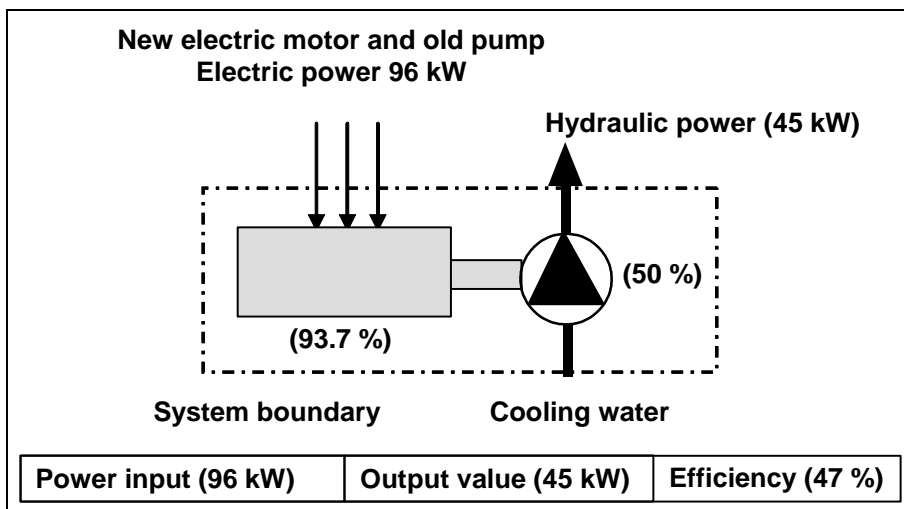 New electric motor and old pump
Electric power 96 kW
Hydraulic power (45 kW)
(50 %)
(93.7 %)
System boundary
Cooling water
Power input (96 kW)
Output value (45 kW)
Efficiency (47 %)